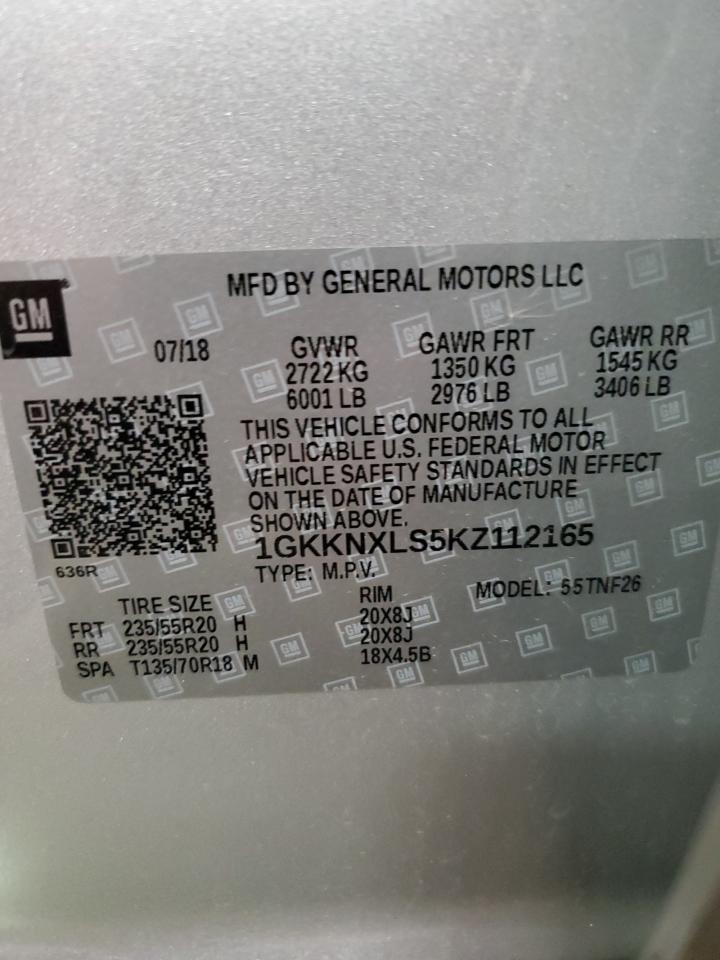 GM
MFD BY GENERAL MOTORS LLC
07/18 GVWR GAWR FRT GAWR RR
2722 KG 1350 KG 1545 KG
6001 LB 2976 LB 3406 LB
THIS VEHICLE CONFORMS TO ALL
APPLICABLE U.S. FEDERAL MOTOR
VEHICLE SAFETY STANDARDS IN EFFECT
ON THE DATE OF MANUFACTURE
SHOWN ABOVE.
1GKKNXLS5KZ112165
636R
TYPE: M.P.V. MODEL: 55TNF26
TIRE SIZE RIM
FRT 235/55R20 H 20X8J
RR 235/55R20 H 20X8J
SPA T135/70R18 M 18X4.5B